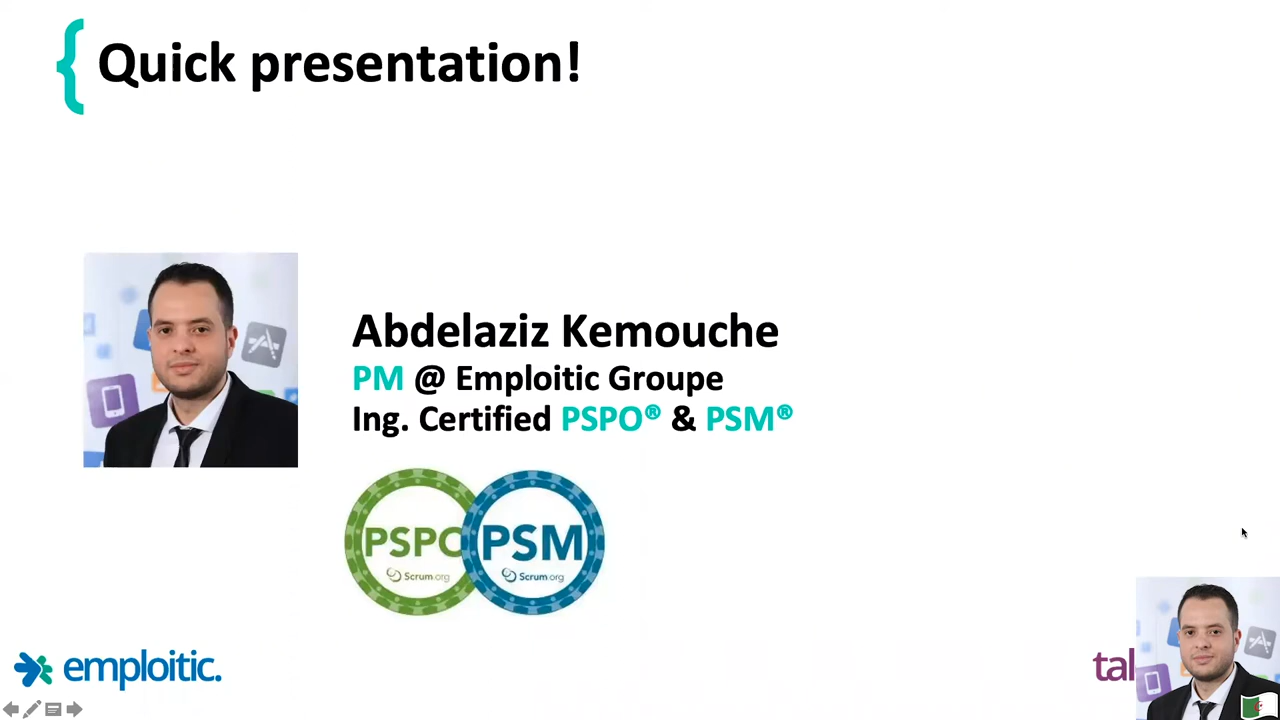 Quick presentation!
Abdelaziz Kemouche
PM @ Emploitic Groupe
Ing. Certified PSPO® & PSM®
PSPO PSM
Scrum.org Scrum.org
emploitic.
tal